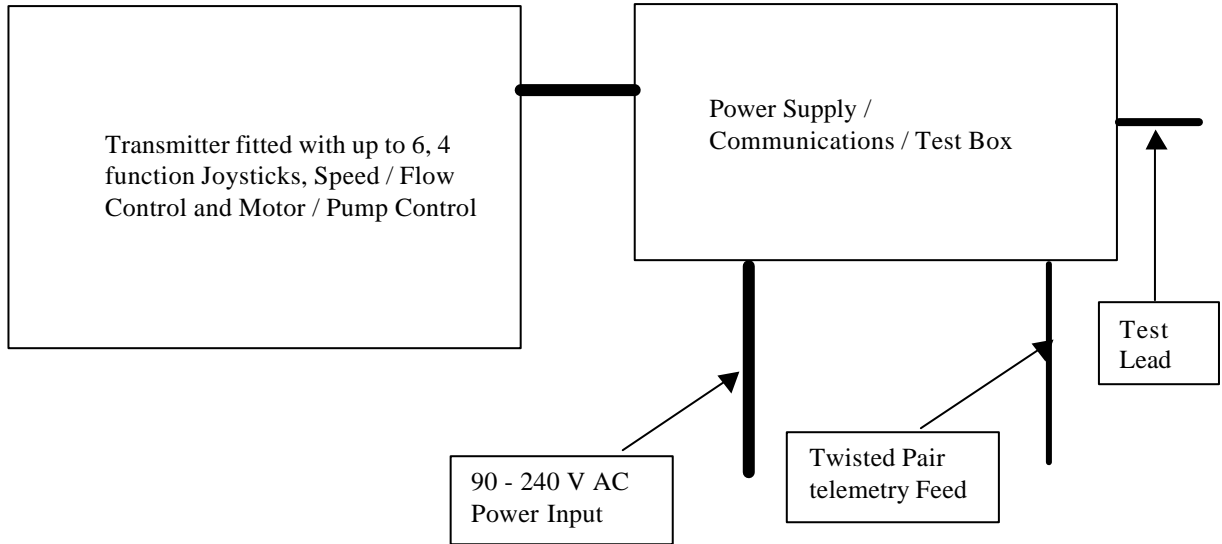 Transmitter fitted with up to 6, 4
function Joysticks, Speed / Flow
Control and Motor / Pump Control
Power Supply /
Communications / Test Box
Test
Lead
90 - 240 V AC
Power Input
Twisted Pair
telemetry Feed